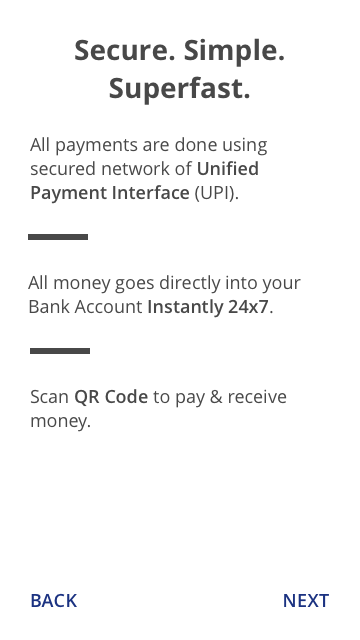 Secure. Simple.
Superfast.
All payments are done using
secured network of Unified
Payment Interface (UPI).
All money goes directly into your
Bank Account Instantly 24x7.
Scan QR Code to pay & receive
money.
BACK NEXT